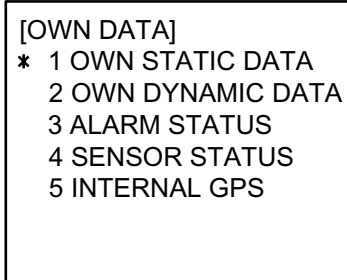 [OWN DATA]
* 1 OWN STATIC DATA
2 OWN DYNAMIC DATA
3 ALARM STATUS
4 SENSOR STATUS
5 INTERNAL GPS